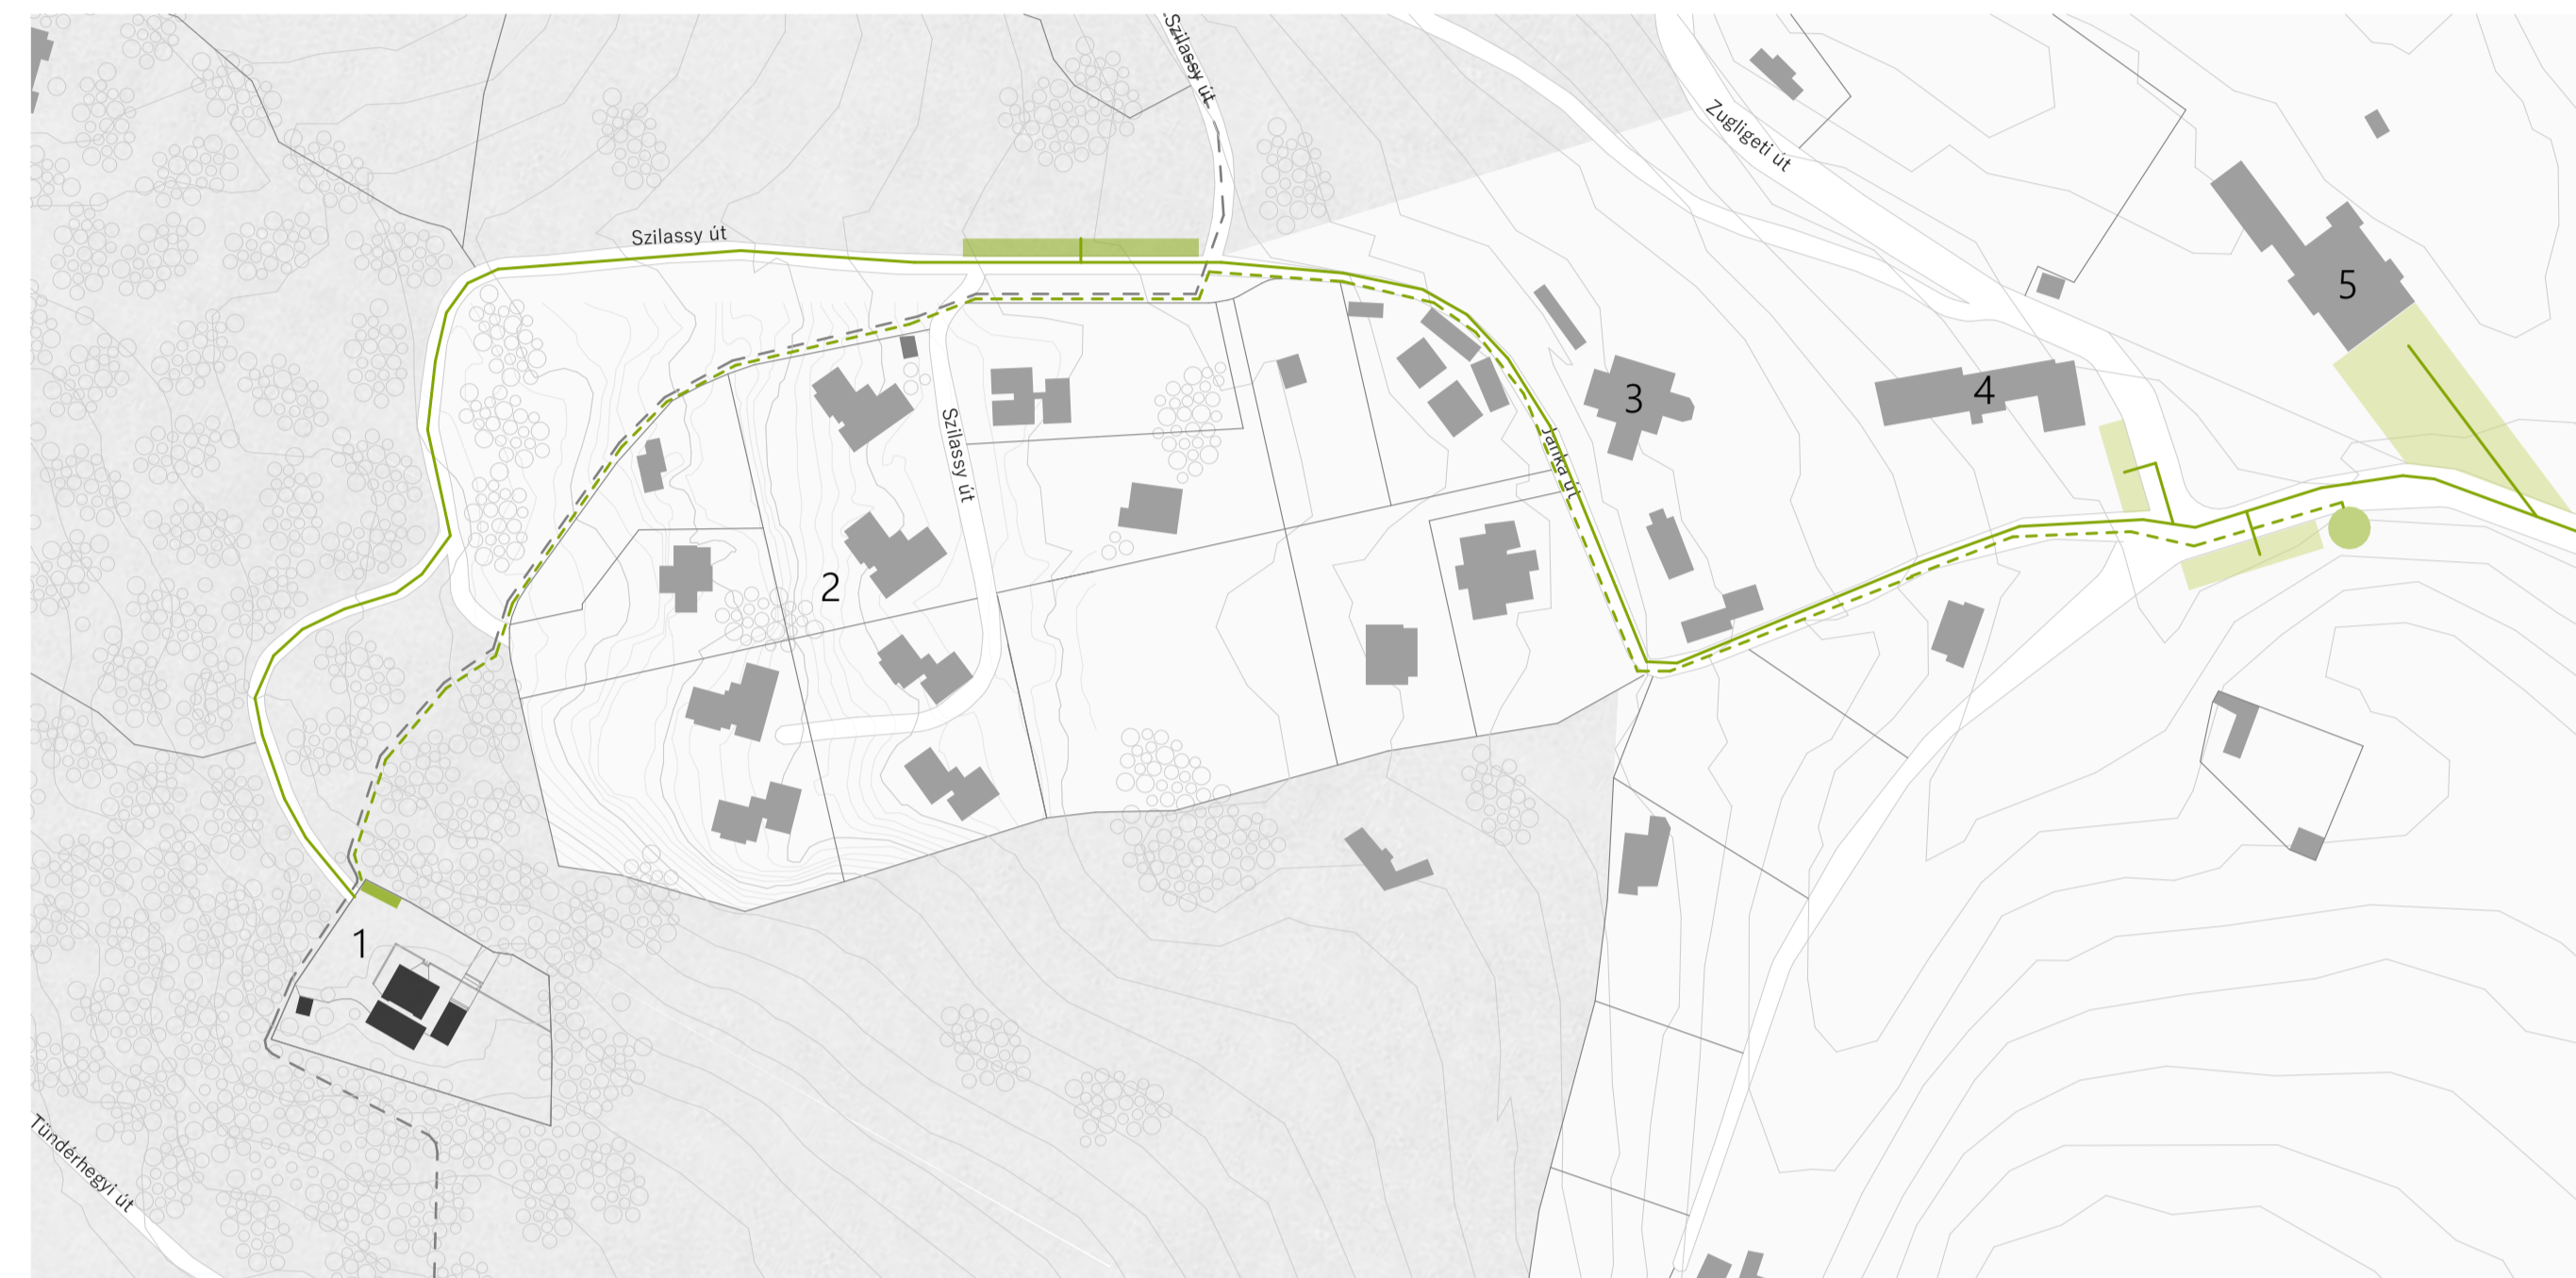 Szilassy út
Zugligeti út
Szilassy út
5
4
3
Szilassy út
Janka út
2
1
Tündérhegyi út